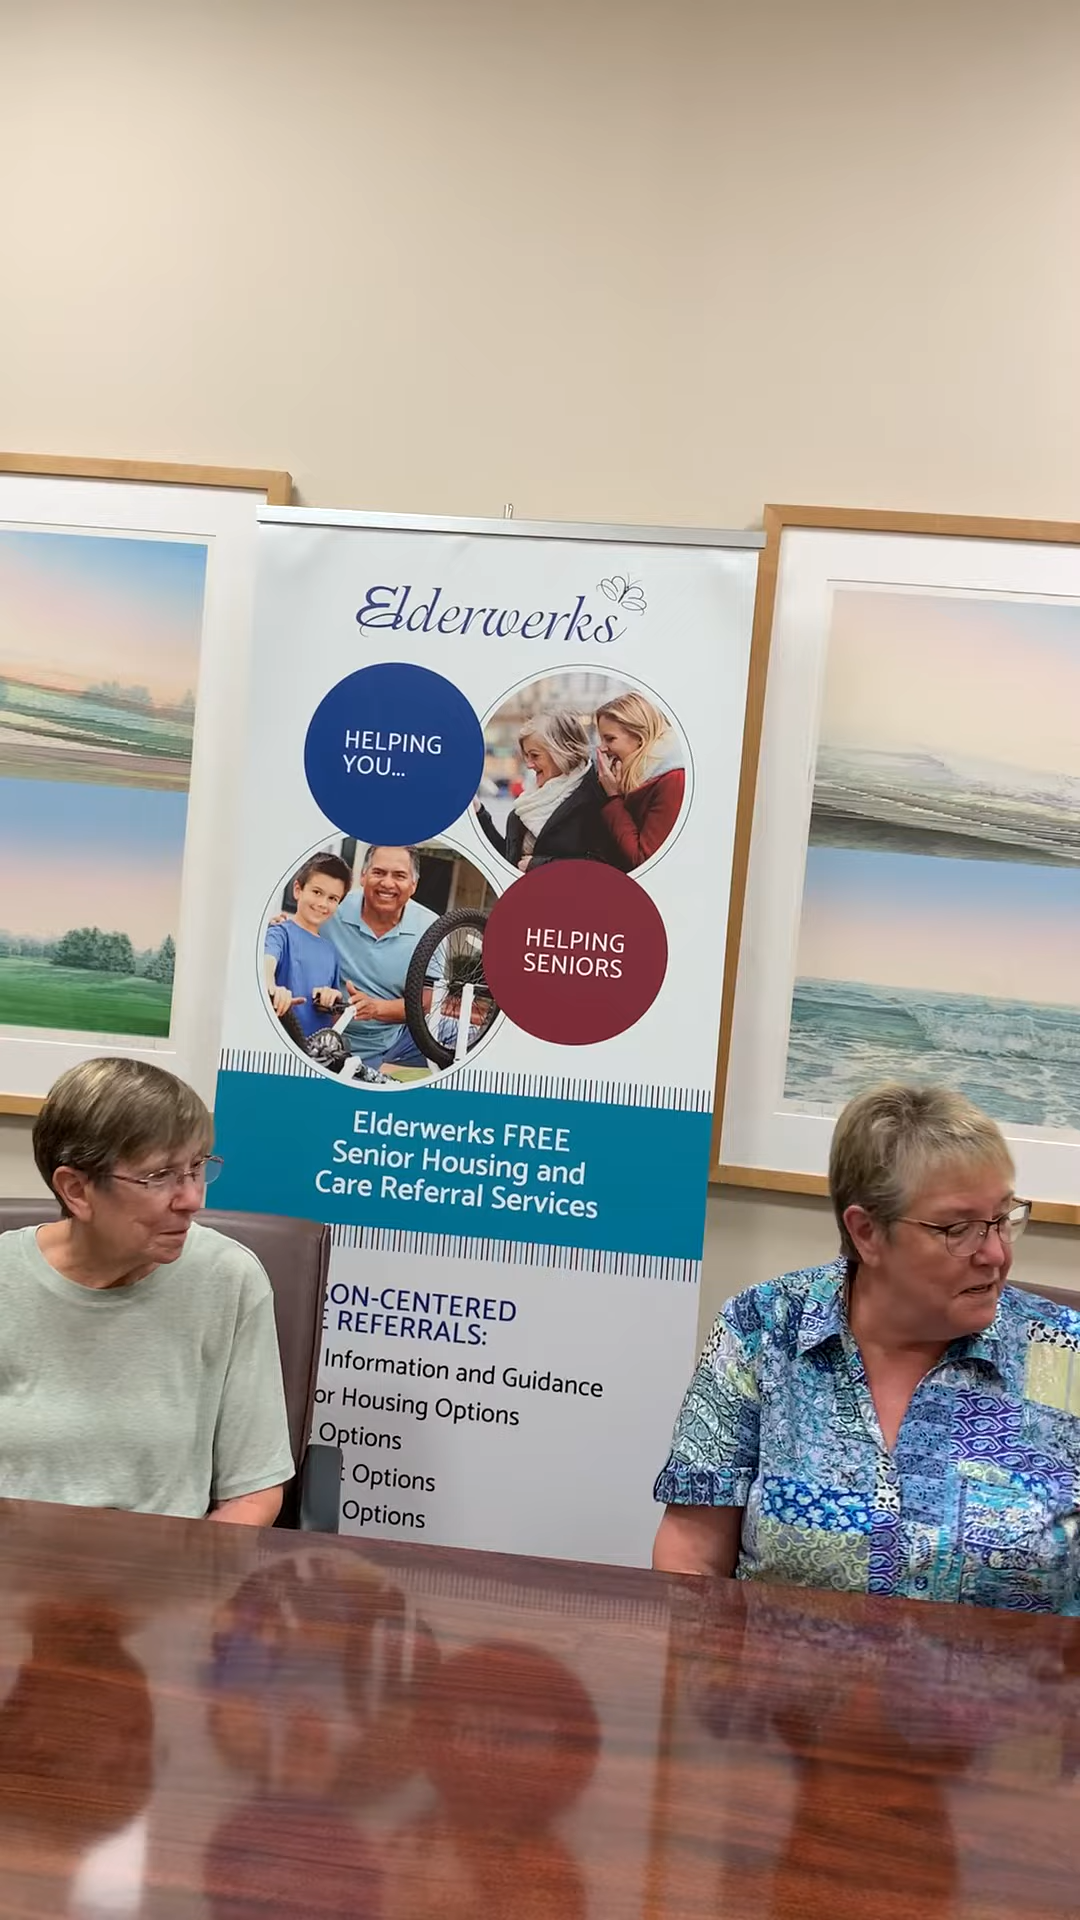 Elderwerks
HELPING
YOU...
HELPING
SENIORS
Elderwerks FREE
Senior Housing and
Care Referral Services
SON-CENTERED
E REFERRALS:
Information and Guidance
or Housing Options
Options
t Options
Options